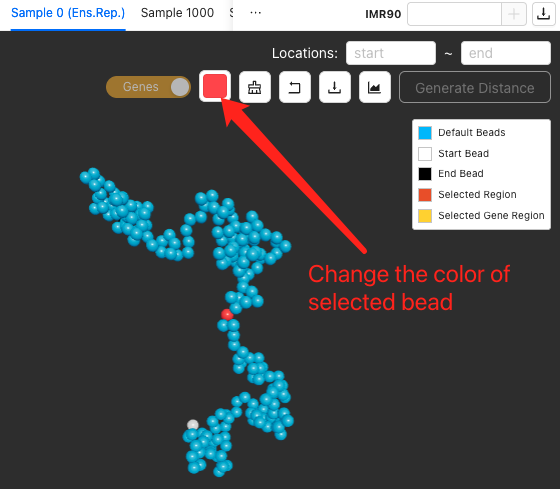 Sample 0 (Ens.Rep.) Sample 1000 ··· IMR90
Locations: start ~ end
Genes Generate Distance
Default Beads
Start Bead
End Bead
Selected Region
Selected Gene Region
Change the color of
selected bead